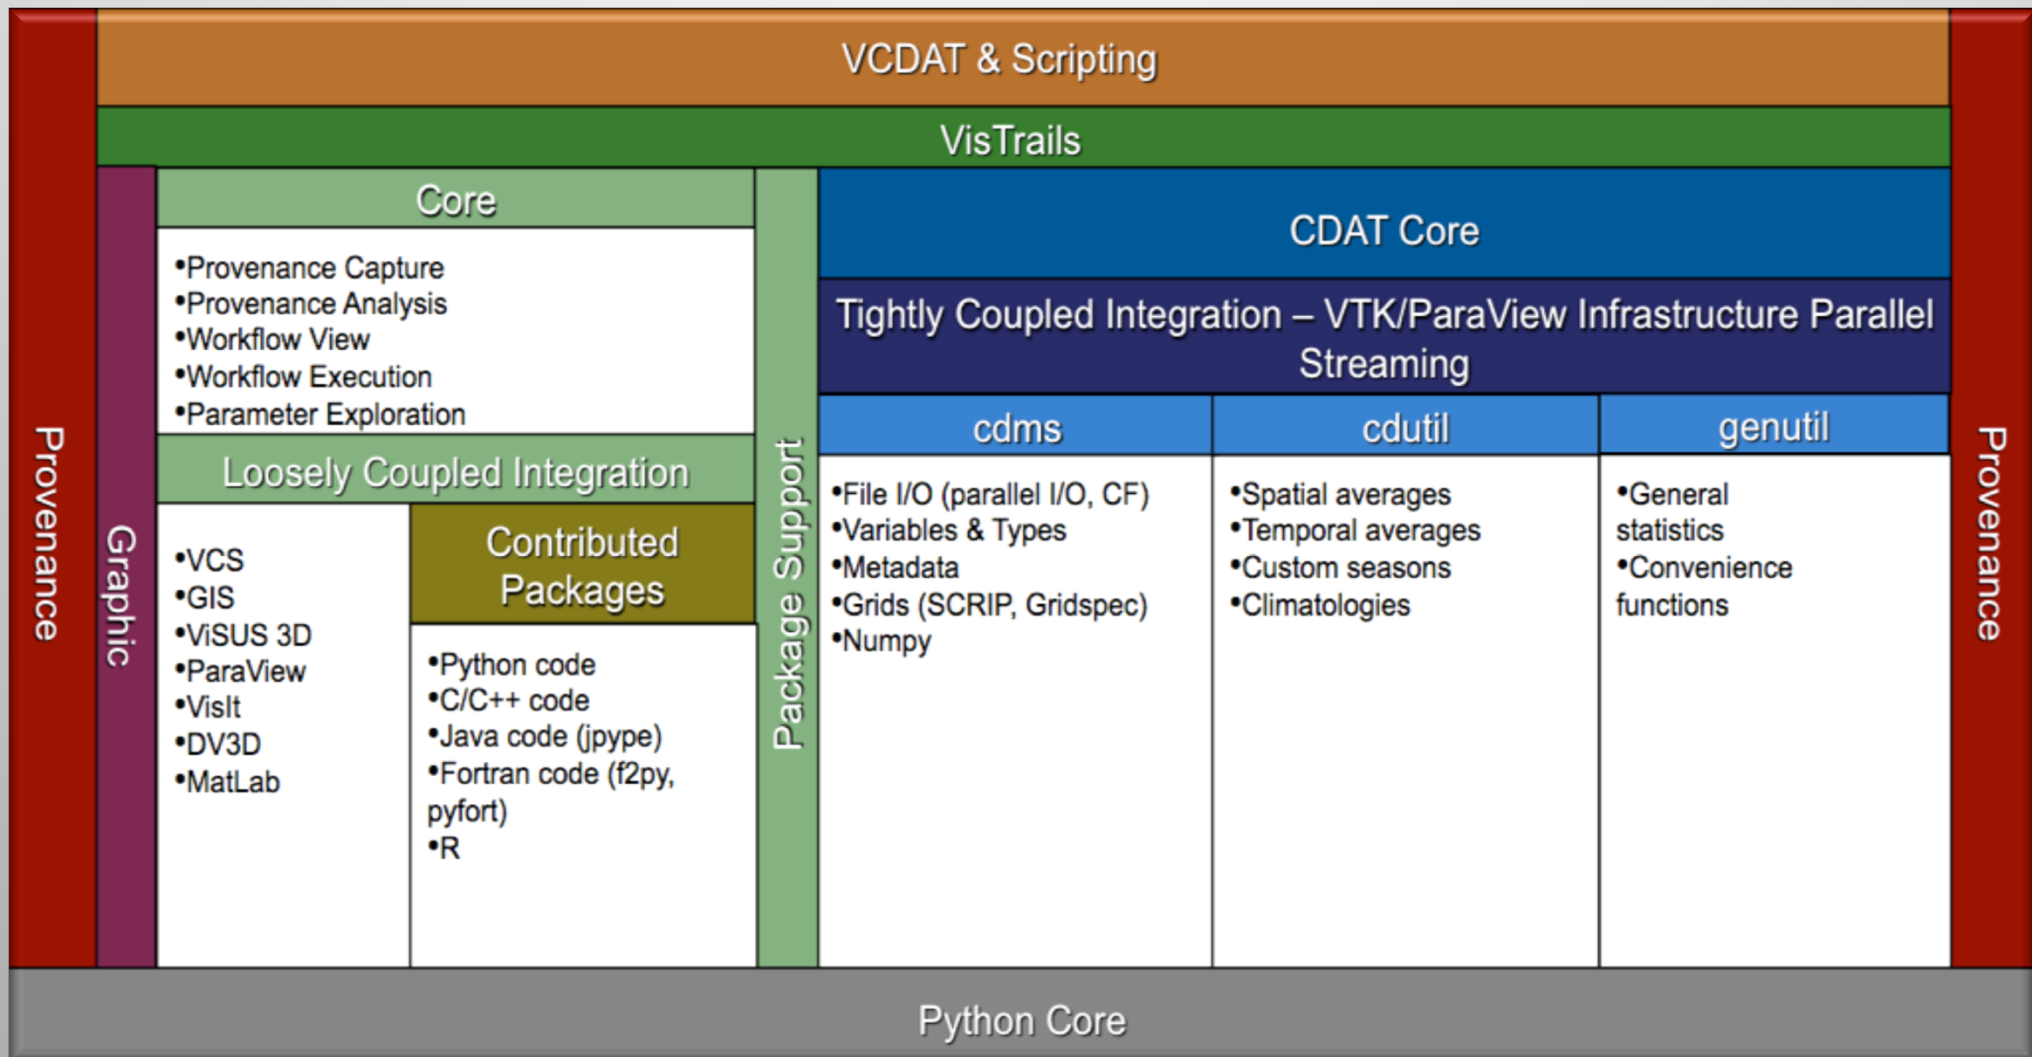 VCDAT & Scripting
VisTrails
Provenance
Graphic
Core
•Provenance Capture
•Provenance Analysis
•Workflow View
•Workflow Execution
•Parameter Exploration
Loosely Coupled Integration
•VCS
•GIS
•ViSUS 3D
•ParaView
•VisIt
•DV3D
•MatLab
Contributed
Packages
•Python code
•C/C++ code
•Java code (jpype)
•Fortran code (f2py,
pyfort)
•R
Package Support
CDAT Core
Tightly Coupled Integration – VTK/ParaView Infrastructure Parallel
Streaming
cdms
•File I/O (parallel I/O, CF)
•Variables & Types
•Metadata
•Grids (SCRIP, Gridspec)
•Numpy
cdutil
•Spatial averages
•Temporal averages
•Custom seasons
•Climatologies
genutil
•General
statistics
•Convenience
functions
Provenance
Python Core